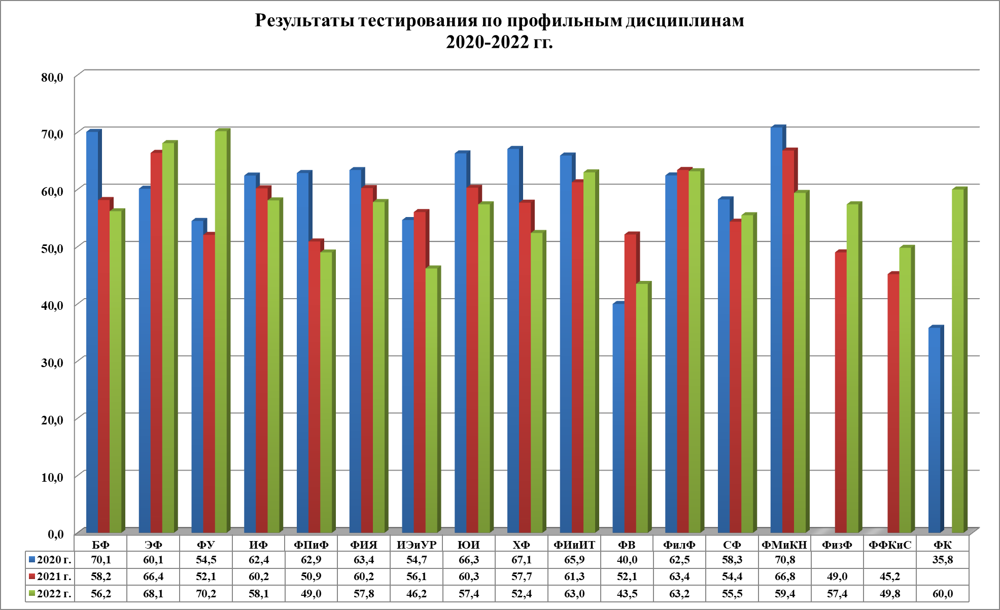 Результаты тестирования по профильным дисциплинам
2020-2022 гг.
80,0
70,0
60,0
50,0
40,0
30,0
20,0
10,0
0,0
БФ ЭФ ФУ ИФ ФПиФ ФИЯ ИЭиУР ЮИ ХФ ФИиИТ ФВ ФилФ СФ ФМиКН ФизФ ФФКиС ФК
2020 г. 70,1 60,1 54,5 62,4 62,9 63,4 54,7 66,3 67,1 65,9 40,0 62,5 58,3 70,8 35,8
2021 г. 58,2 66,4 52,1 60,2 50,9 60,2 56,1 60,3 57,7 61,3 52,1 63,4 54,4 66,8 49,0 45,2
2022 г. 56,2 68,1 70,2 58,1 49,0 57,8 46,2 57,4 52,4 63,0 43,5 63,2 55,5 59,4 57,4 49,8 60,0